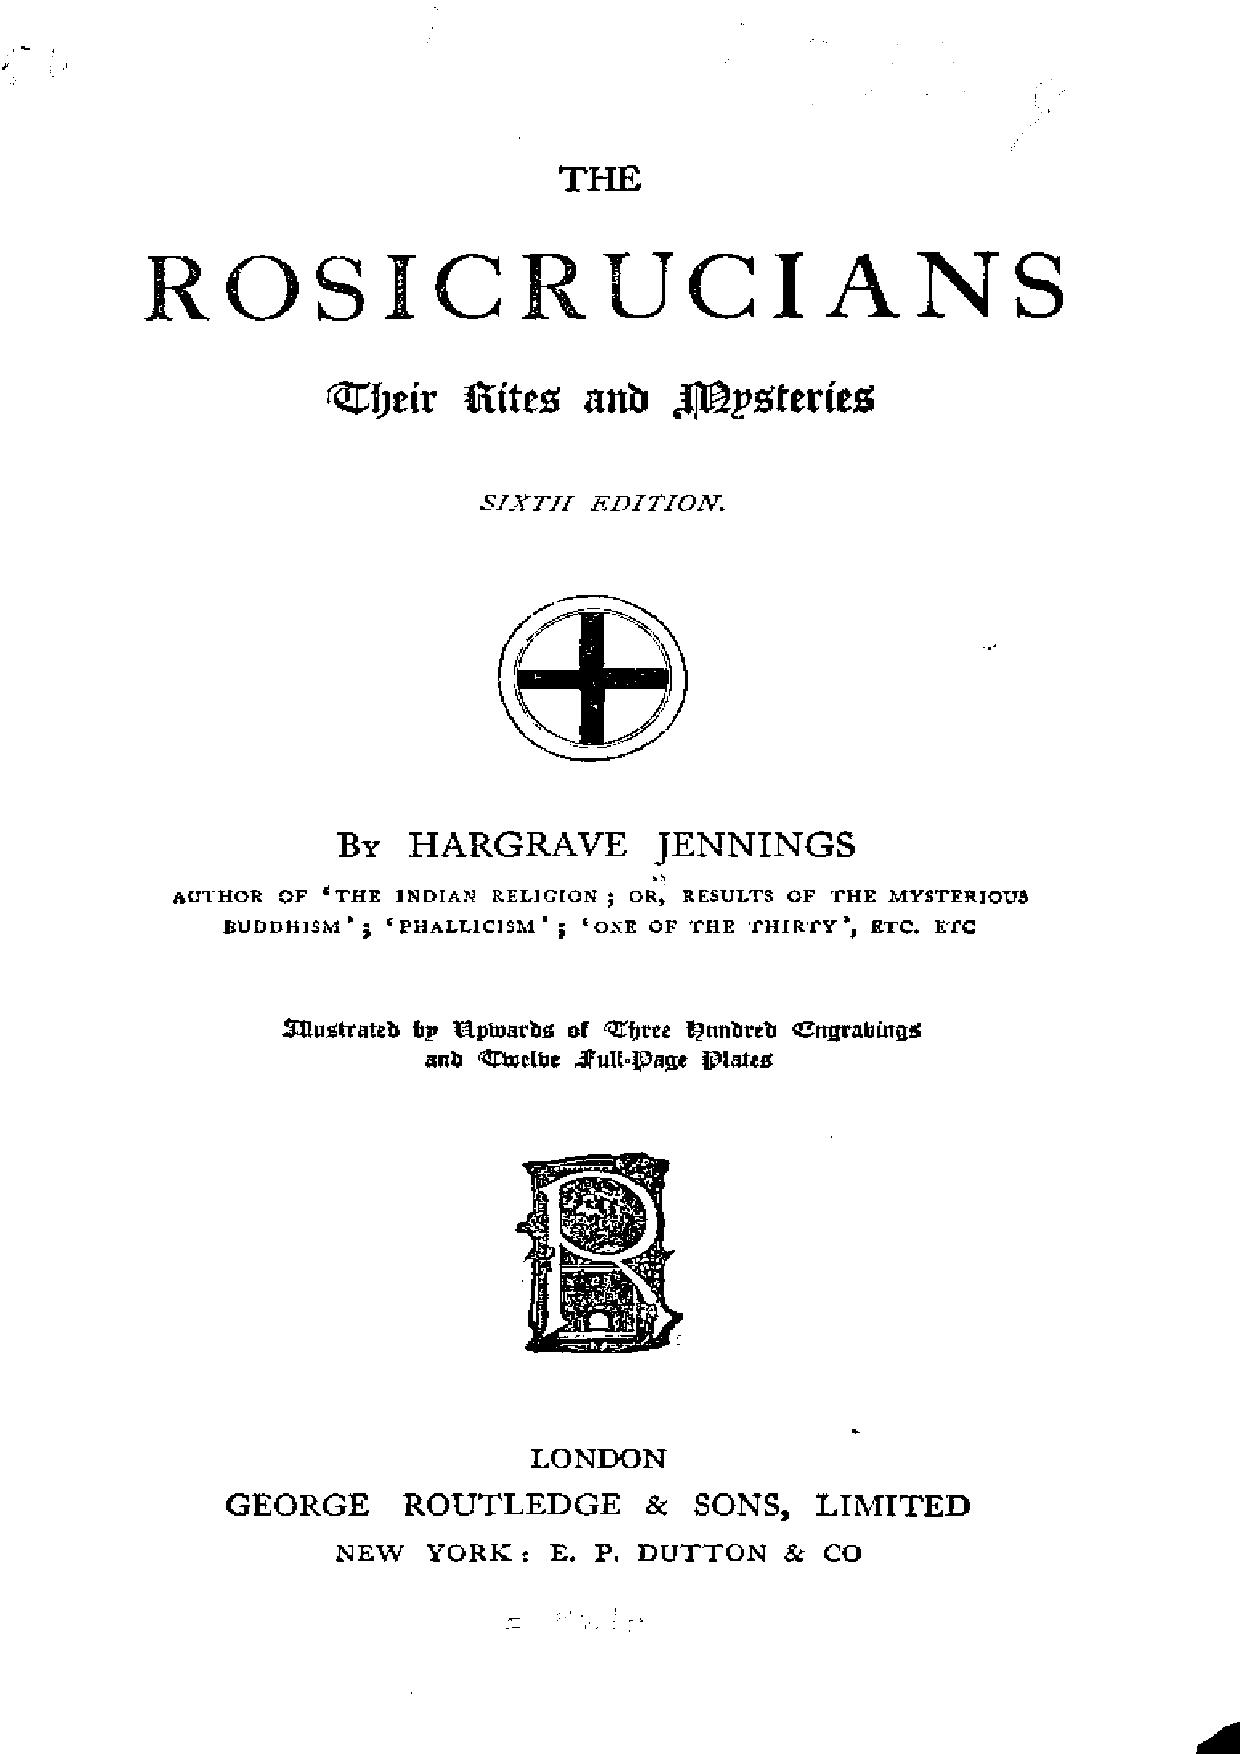 THE
ROSICRUCIANS
Their Rites and Mysteries
SIXTH EDITION.
By HARGRAVE JENNINGS
AUTHOR OF 'THE INDIAN RELIGION; OR, RESULTS OF THE MYSTERIOUS
BUDDHISM'; 'PHALLICISM'; 'ONE OF THE THIRTY', ETC. ETC
Illustrated by Upwards of Three Hundred Engravings
and Twelve Full-Page Plates
R
LONDON
GEORGE ROUTLEDGE & SONS, LIMITED
NEW YORK: E. P. DUTTON & CO